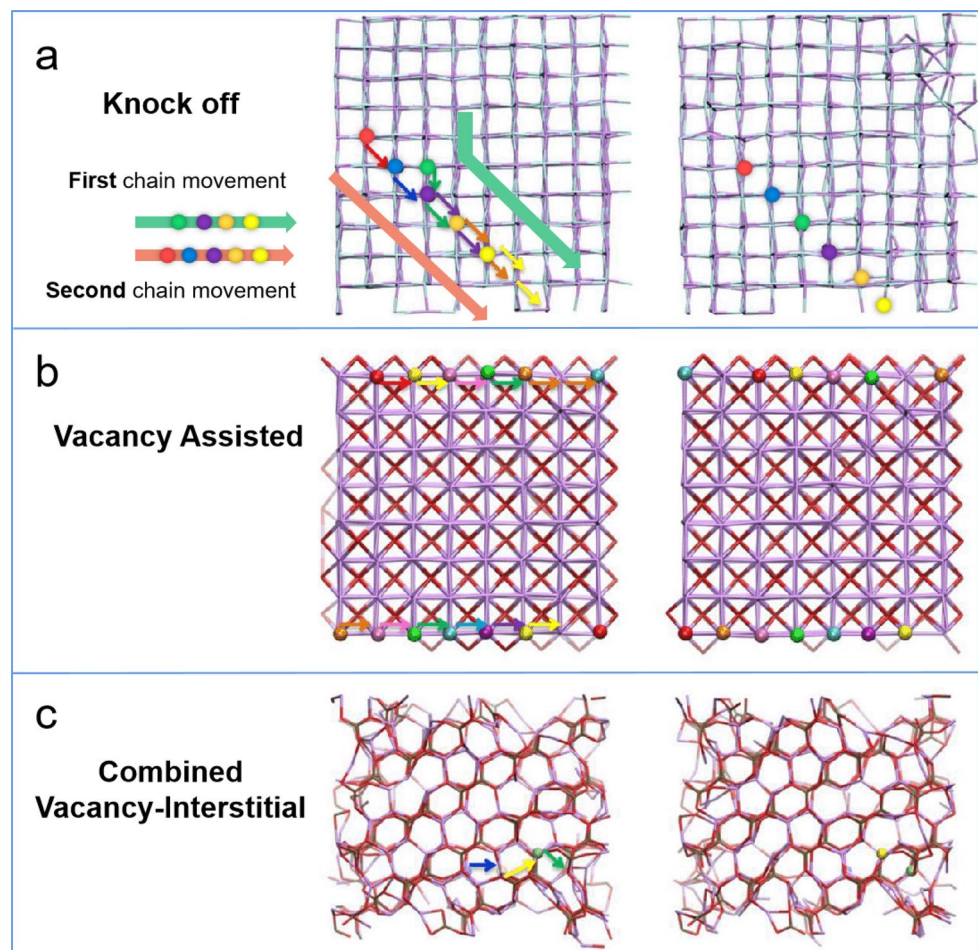 a
Knock off
First chain movement
Second chain movement
b
Vacancy Assisted
c
Combined
Vacancy-Interstitial